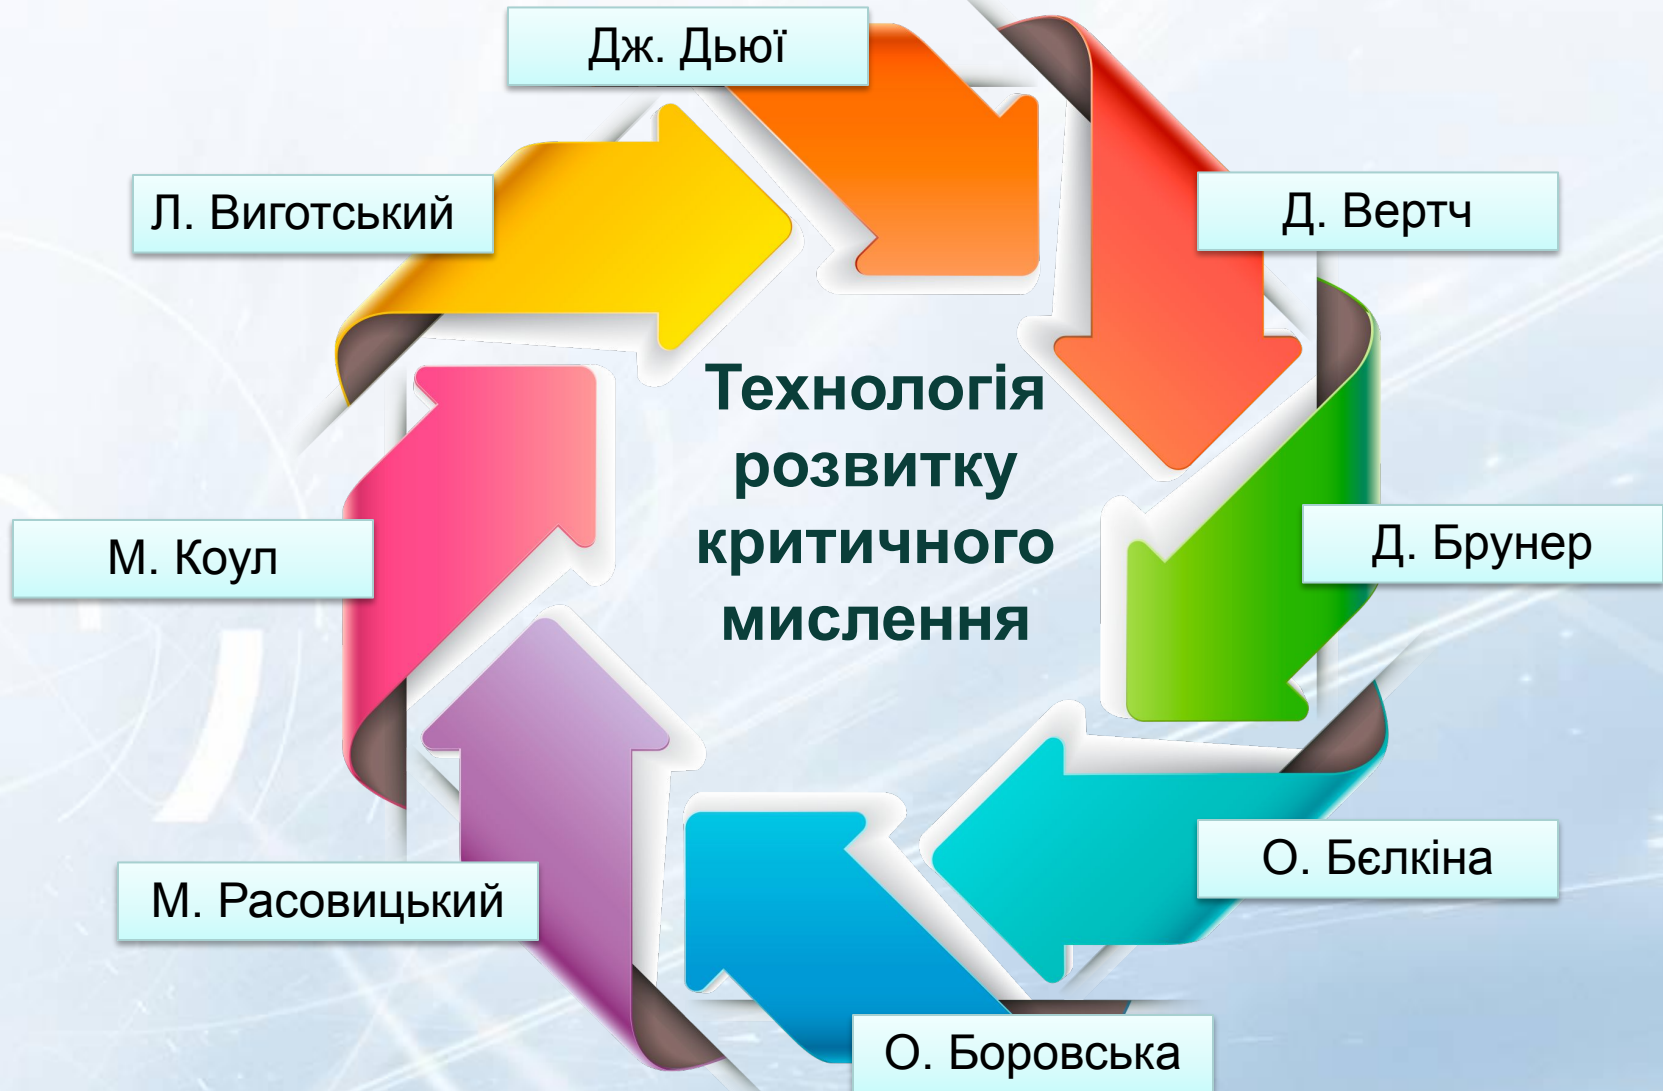 Дж. Дьюї
Л. Виготський
Д. Вертч
Технологія
розвитку
критичного
мислення
М. Коул
Д. Брунер
О. Бєлкіна
М. Расовицький
О. Боровська